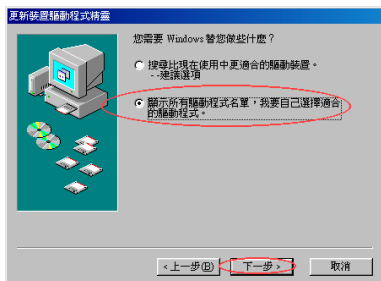 更新裝置驅動程式精靈
您需要 Windows 替您做些什麼？
搜尋比現在使用中更適合的驅動裝置。
--建議選項
顯示所有驅動程式名單，我要自己選擇適合
的驅動程式。
<上一步(B)
下一步>
取消